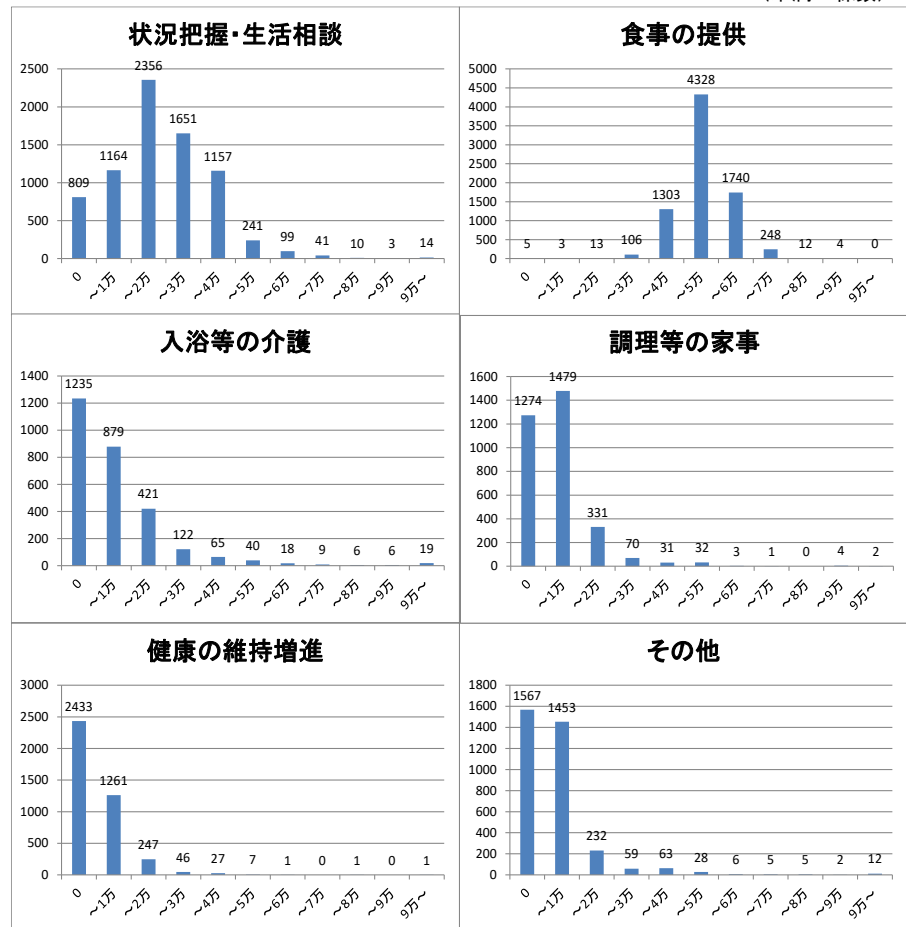 状況把握・生活相談
2500
2000
1500
1000
500
0
809
1164
2356
1651
1157
241
99
41
10
3
14
0
～1万
～2万
～3万
～4万
～5万
～6万
～7万
～8万
～9万
9万～
食事の提供
5000
4500
4000
3500
3000
2500
2000
1500
1000
500
0
5
3
13
106
1303
4328
1740
248
12
4
0
0
～1万
～2万
～3万
～4万
～5万
～6万
～7万
～8万
～9万
9万～
入浴等の介護
1400
1200
1000
800
600
400
200
0
1235
879
421
122
65
40
18
9
6
6
19
0
～1万
～2万
～3万
～4万
～5万
～6万
～7万
～8万
～9万
9万～
調理等の家事
1600
1400
1200
1000
800
600
400
200
0
1274
1479
331
70
31
32
3
1
0
4
2
0
～1万
～2万
～3万
～4万
～5万
～6万
～7万
～8万
～9万
9万～
健康の維持増進
3000
2500
2000
1500
1000
500
0
2433
1261
247
46
27
7
1
0
1
0
1
0
～1万
～2万
～3万
～4万
～5万
～6万
～7万
～8万
～9万
9万～
その他
1800
1600
1400
1200
1000
800
600
400
200
0
1567
1453
232
59
63
28
6
5
5
2
12
0
～1万
～2万
～3万
～4万
～5万
～6万
～7万
～8万
～9万
9万～